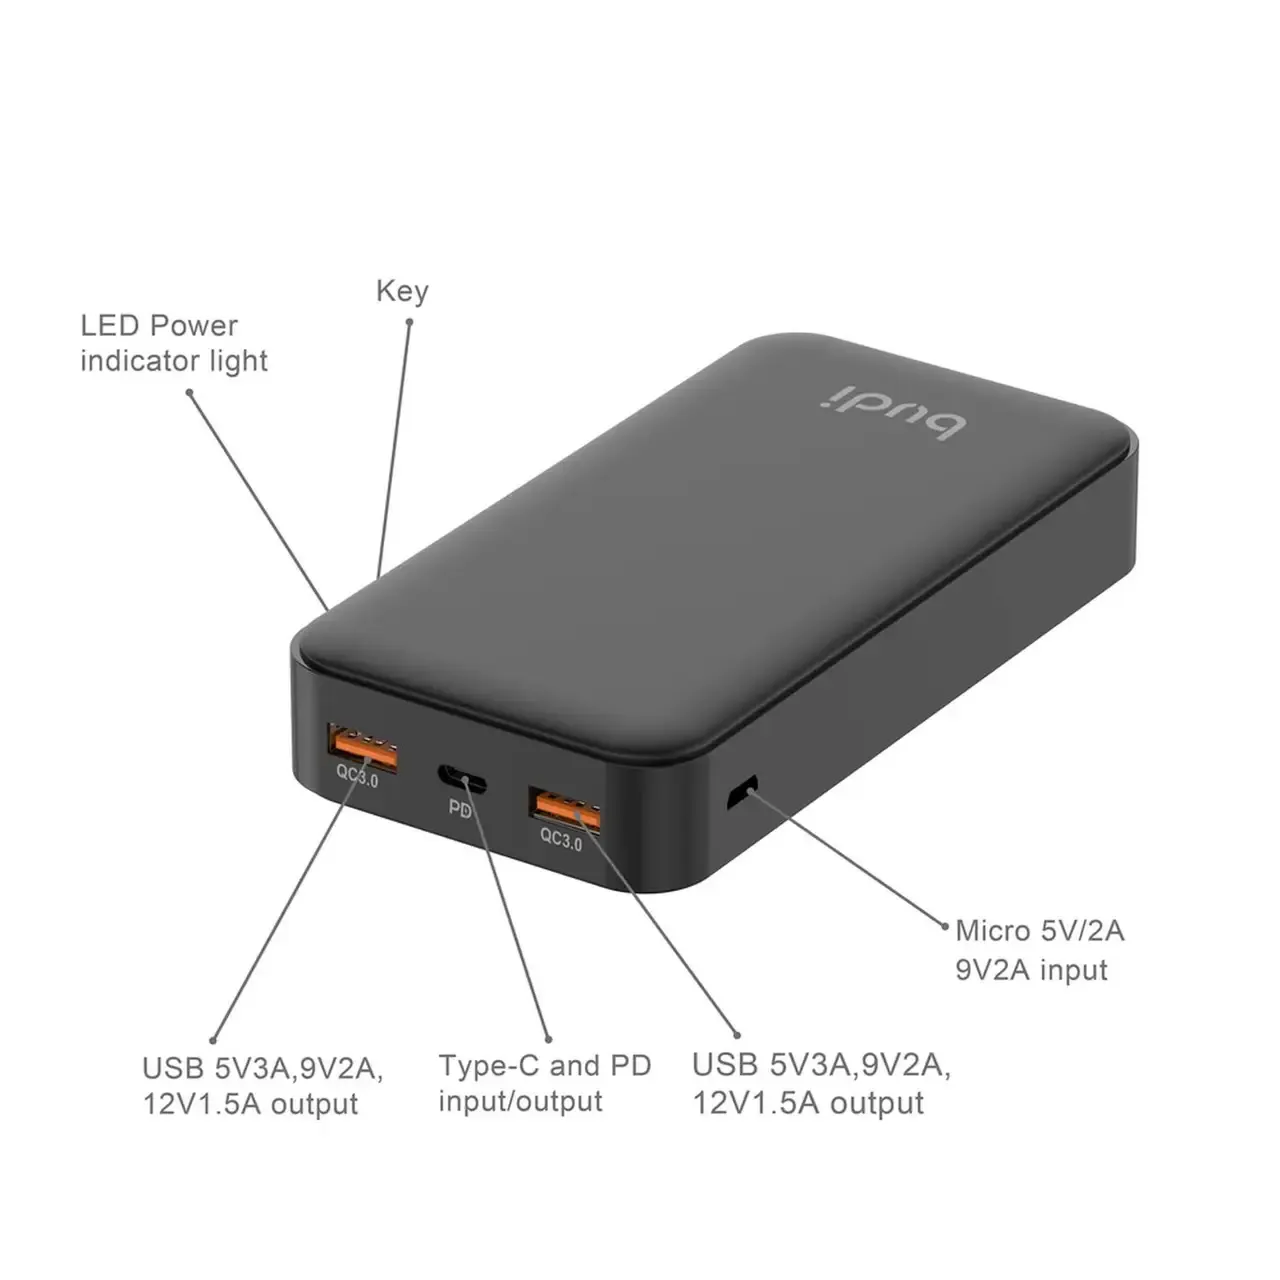 Key
LED Power
indicator light
budi
QC3.0
PD
QC3.0
Micro 5V/2A
9V2A input
USB 5V3A,9V2A,
12V1.5A output
Type-C and PD
input/output
USB 5V3A,9V2A,
12V1.5A output